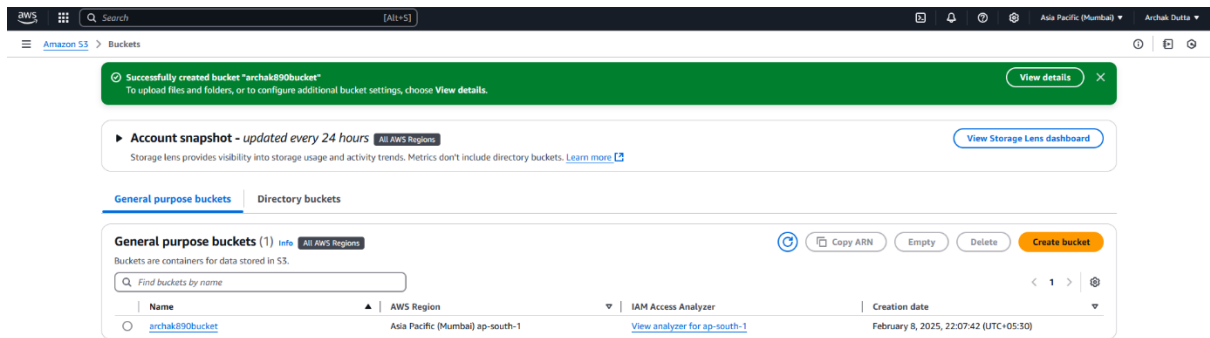 aws Search [Alt+S] Asia Pacific (Mumbai) ▼ Archak Dutta ▼
Amazon S3 > Buckets
Successfully created bucket "archak890bucket"
To upload files and folders, or to configure additional bucket settings, choose View details.
View details
Account snapshot - updated every 24 hours All AWS Regions
Storage lens provides visibility into storage usage and activity trends. Metrics don't include directory buckets. Learn more
View Storage Lens dashboard
General purpose buckets Directory buckets
General purpose buckets (1) Info All AWS Regions
Copy ARN Empty Delete Create bucket
Buckets are containers for data stored in S3.
Find buckets by name
< 1 >
Name AWS Region IAM Access Analyzer Creation date
archak890bucket Asia Pacific (Mumbai) ap-south-1 View analyzer for ap-south-1 February 8, 2025, 22:07:42 (UTC+05:30)